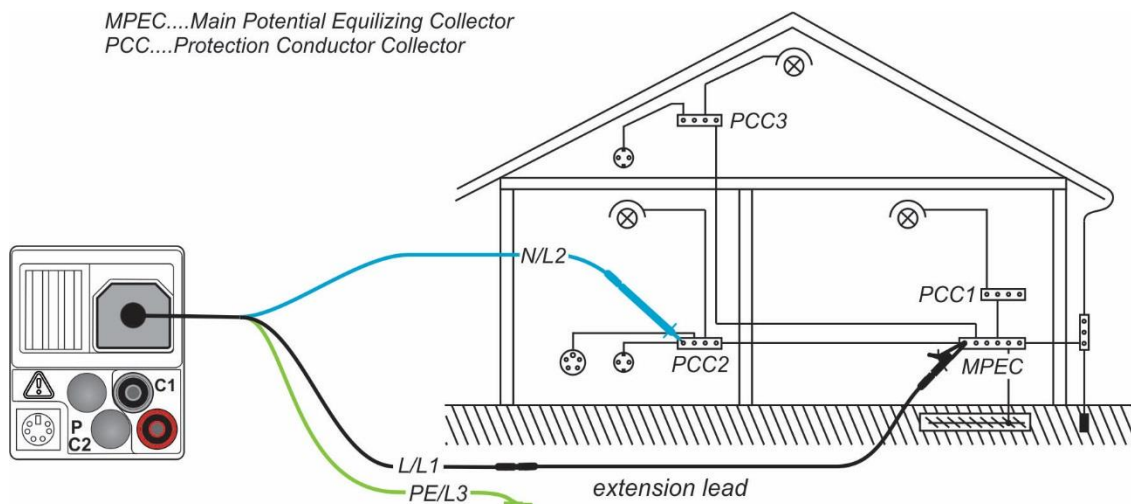 MPEC....Main Potential Equilizing Collector
PCC....Protection Conductor Collector
PCC3
N/L2
PCC1
PCC2
MPEC
C1
P
C2
L/L1
extension lead
PE/L3